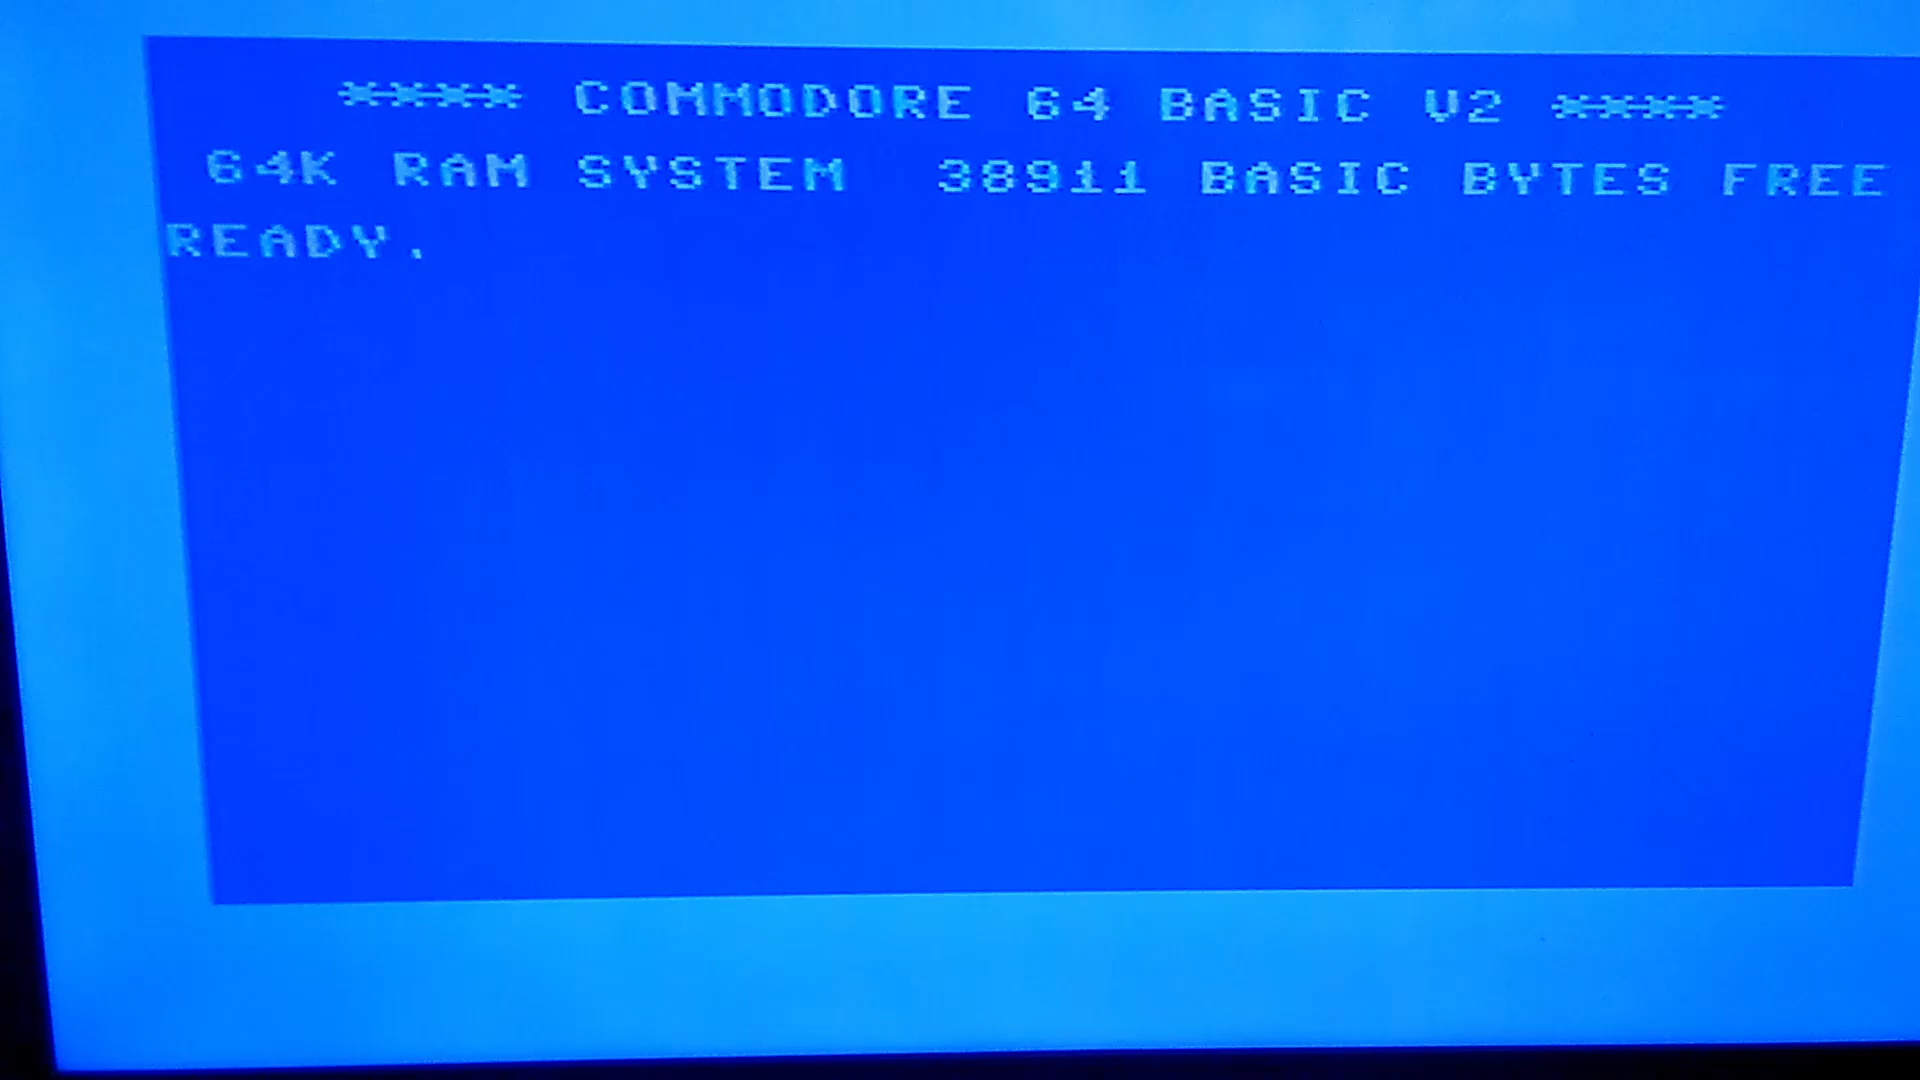 **** COMMODORE 64 BASIC V2 ****
64K RAM SYSTEM  38911 BASIC BYTES FREE
READY.